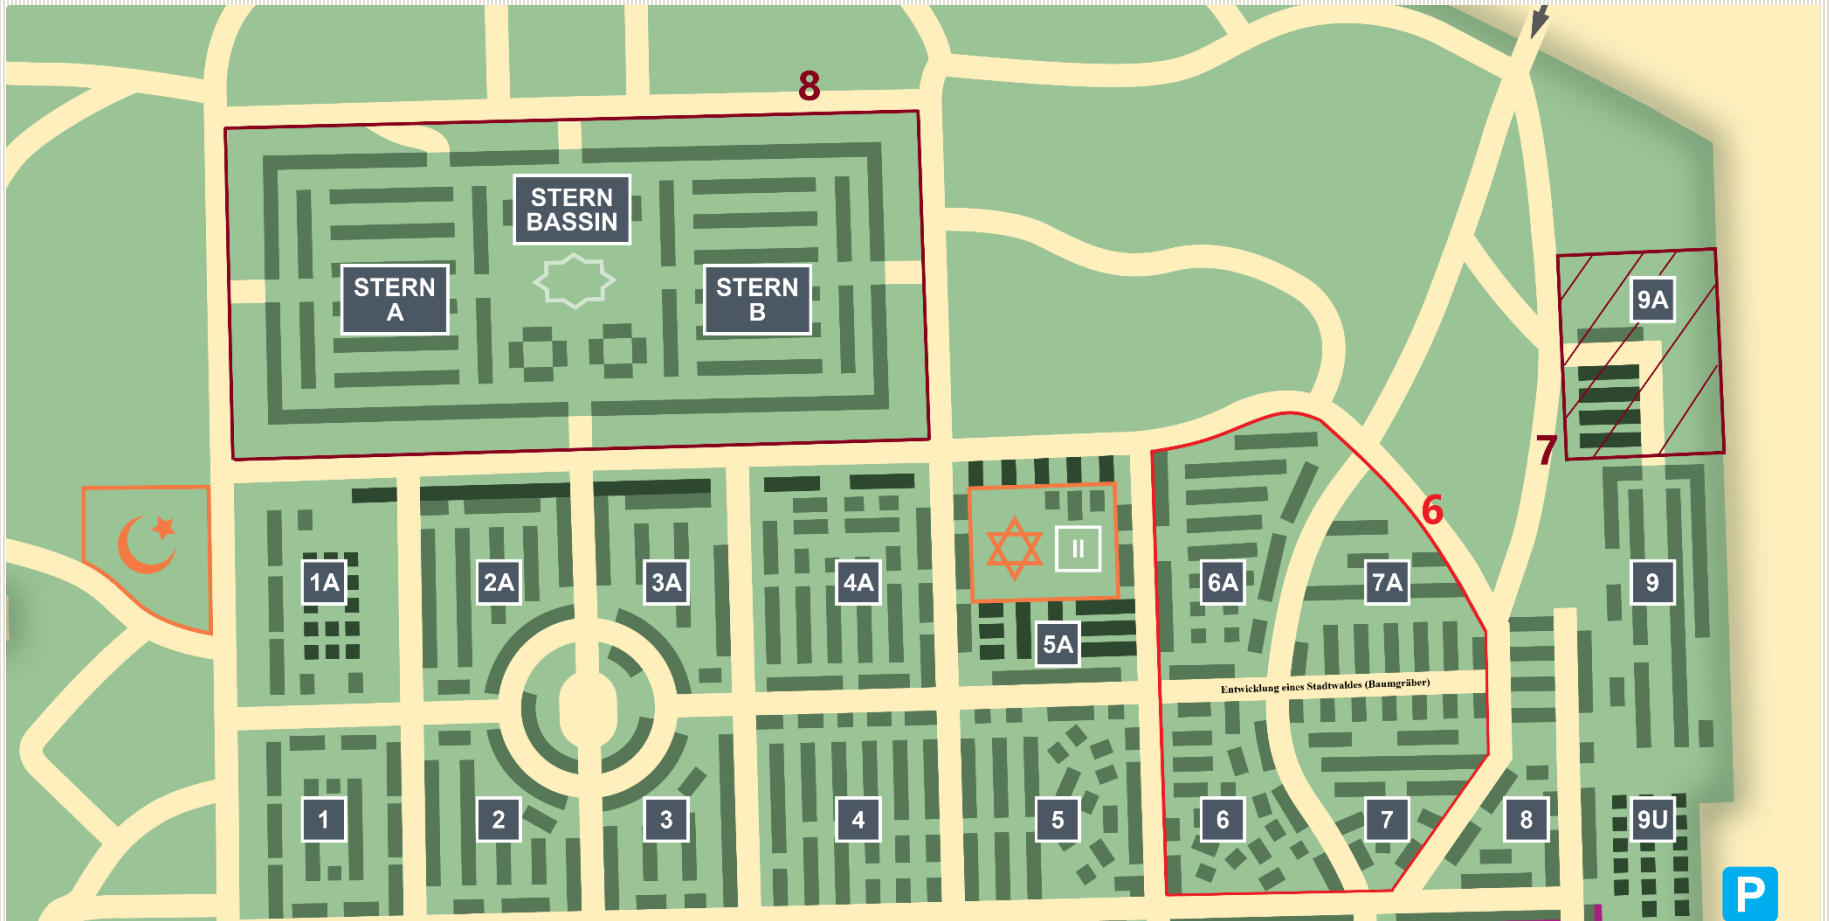 8
STERN
BASSIN
STERN
A
STERN
B
9A
7
6
II
1A
2A
3A
4A
5A
6A
7A
9
Entwicklung eines Stadtwaldes (Baumgräber)
1
2
3
4
5
6
7
8
9U
P